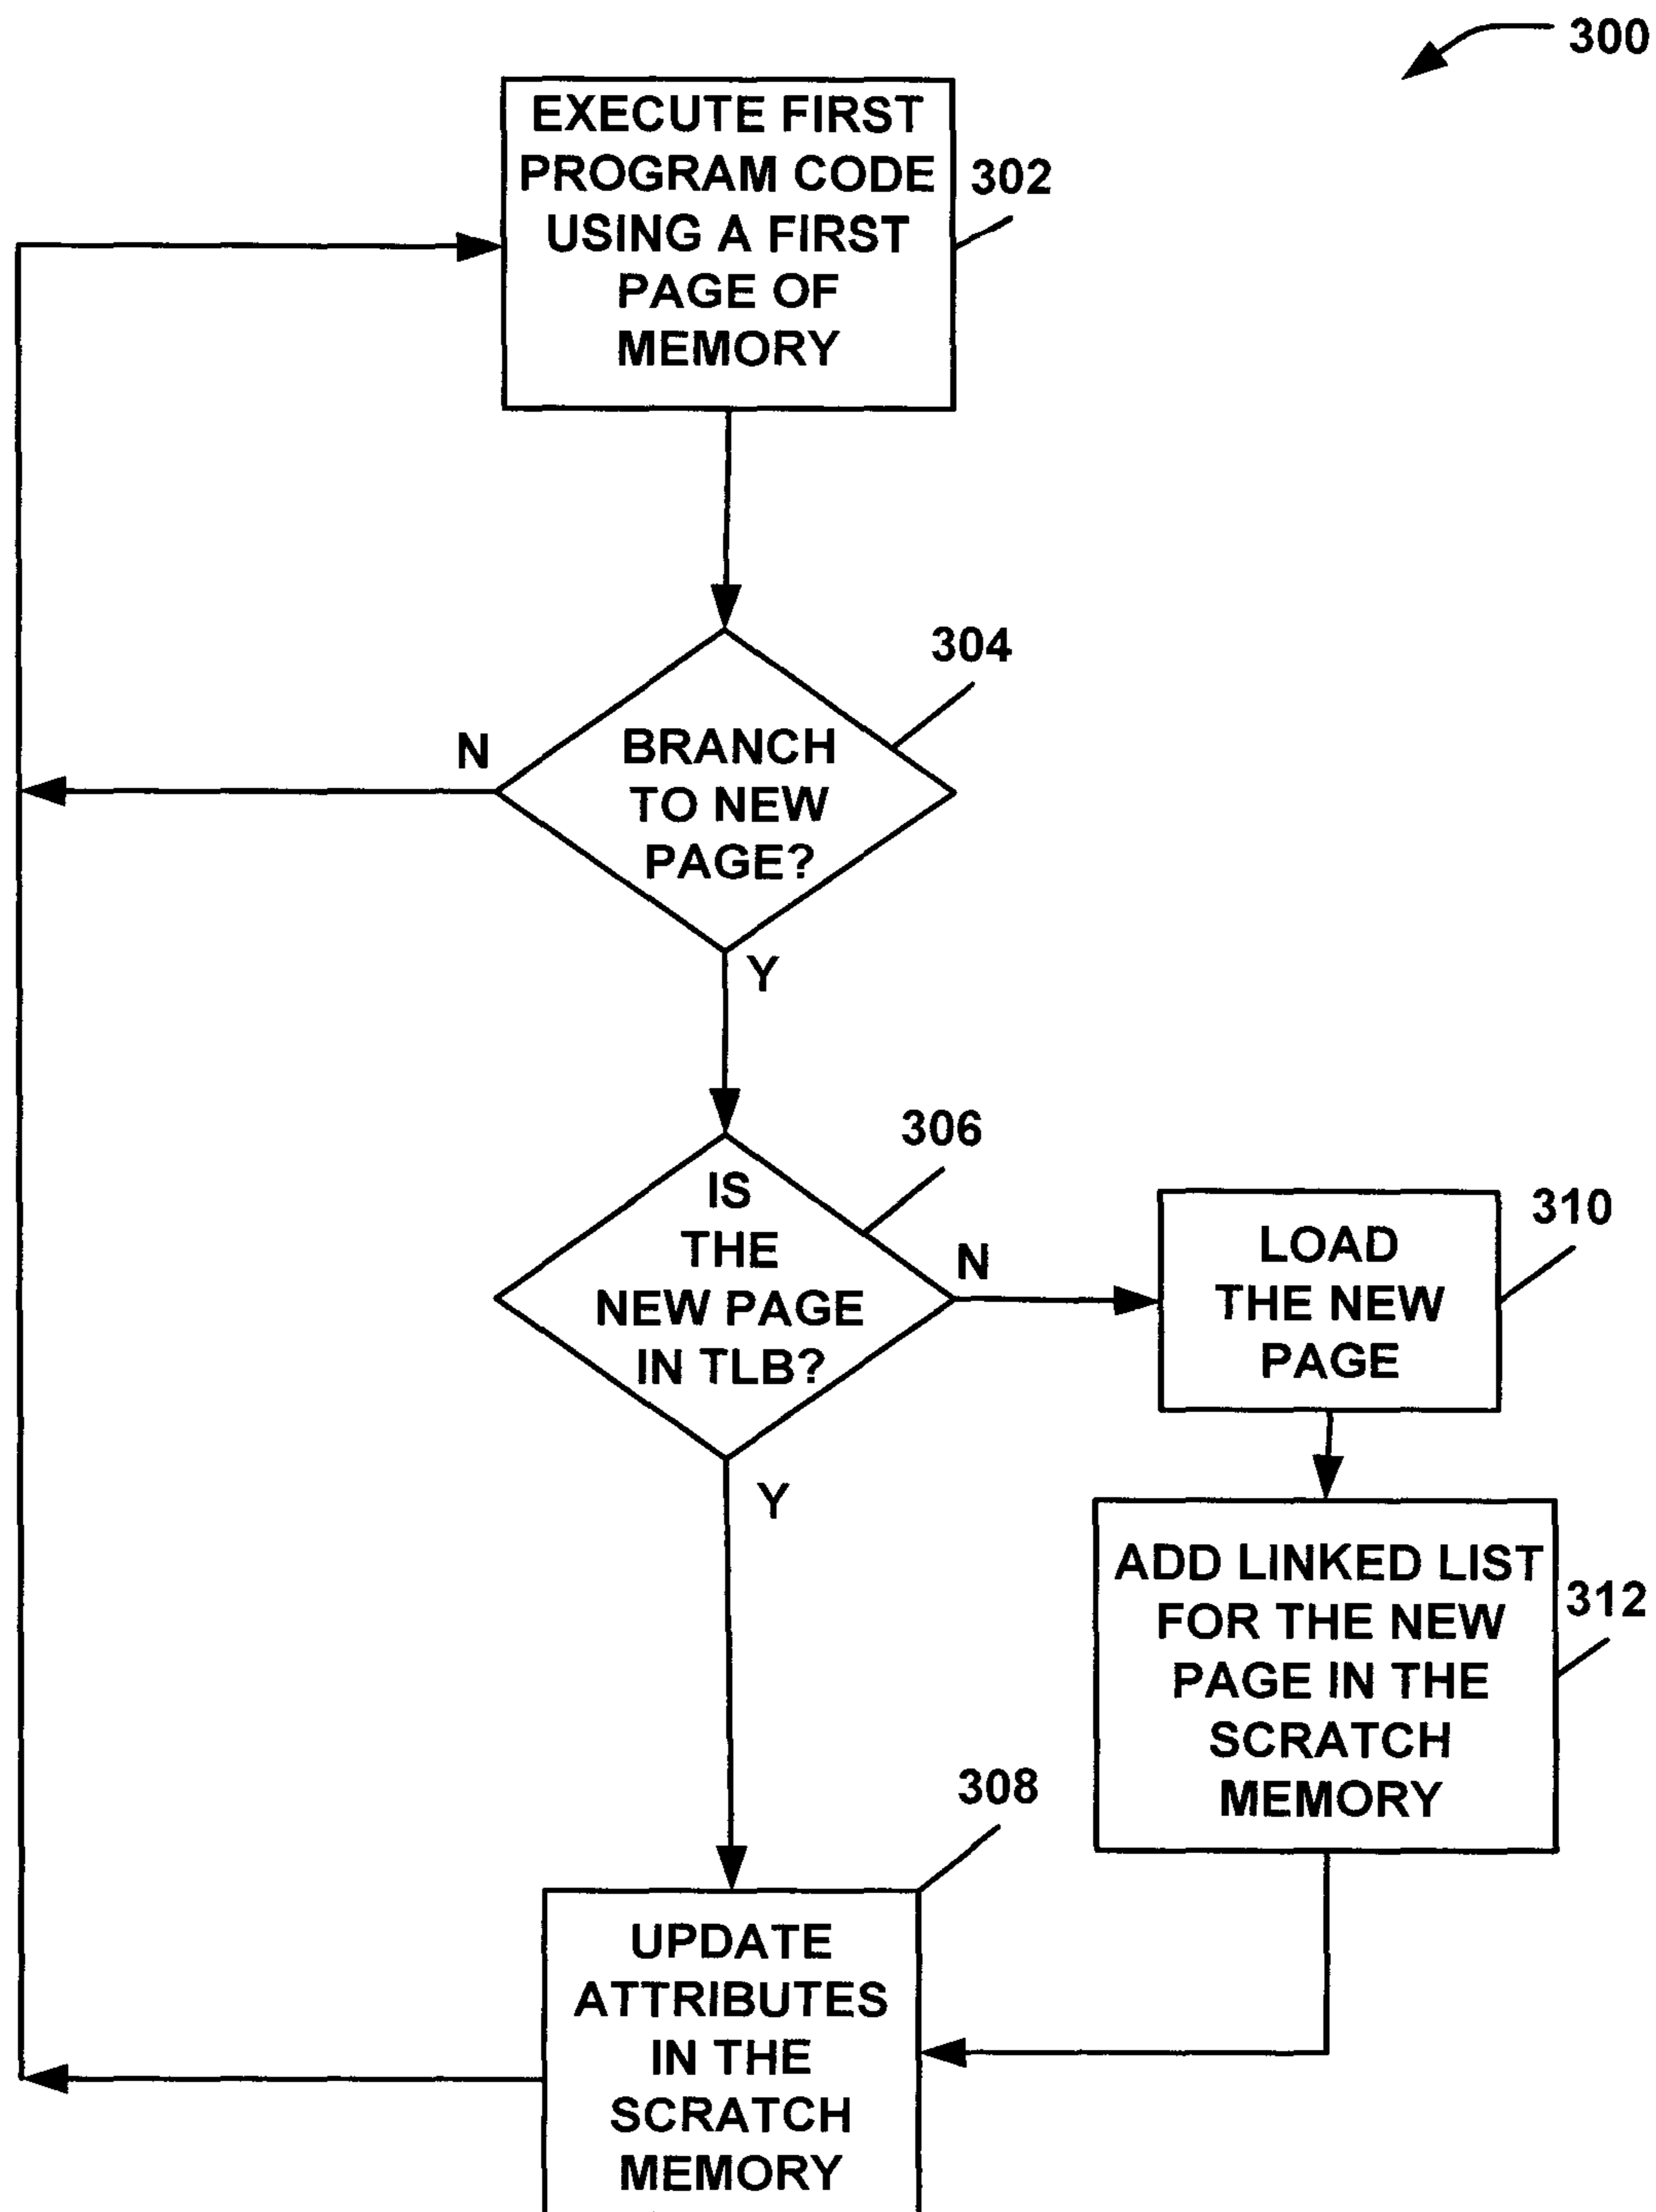 300
EXECUTE FIRST
PROGRAM CODE
USING A FIRST
PAGE OF
MEMORY
302
304
BRANCH
TO NEW
PAGE?
N
Y
306
IS
THE
NEW PAGE
IN TLB?
N
Y
310
LOAD
THE NEW
PAGE
312
ADD LINKED LIST
FOR THE NEW
PAGE IN THE
SCRATCH
MEMORY
308
UPDATE
ATTRIBUTES
IN THE
SCRATCH
MEMORY